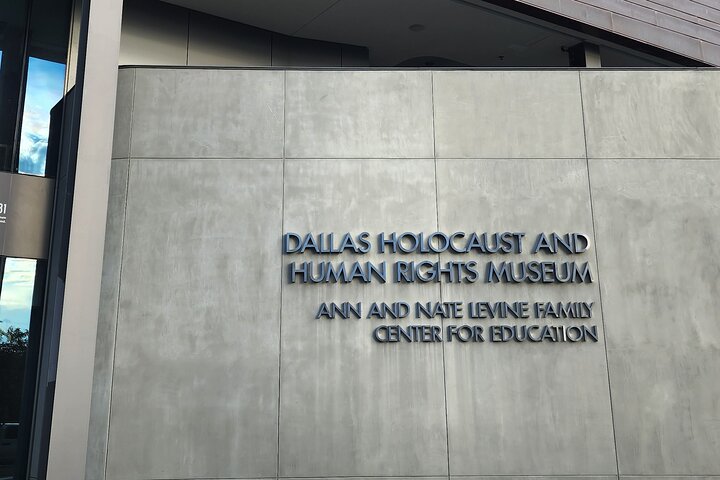 DALLAS HOLOCAUST AND
HUMAN RIGHTS MUSEUM
ANN AND NATE LEVINE FAMILY
CENTER FOR EDUCATION